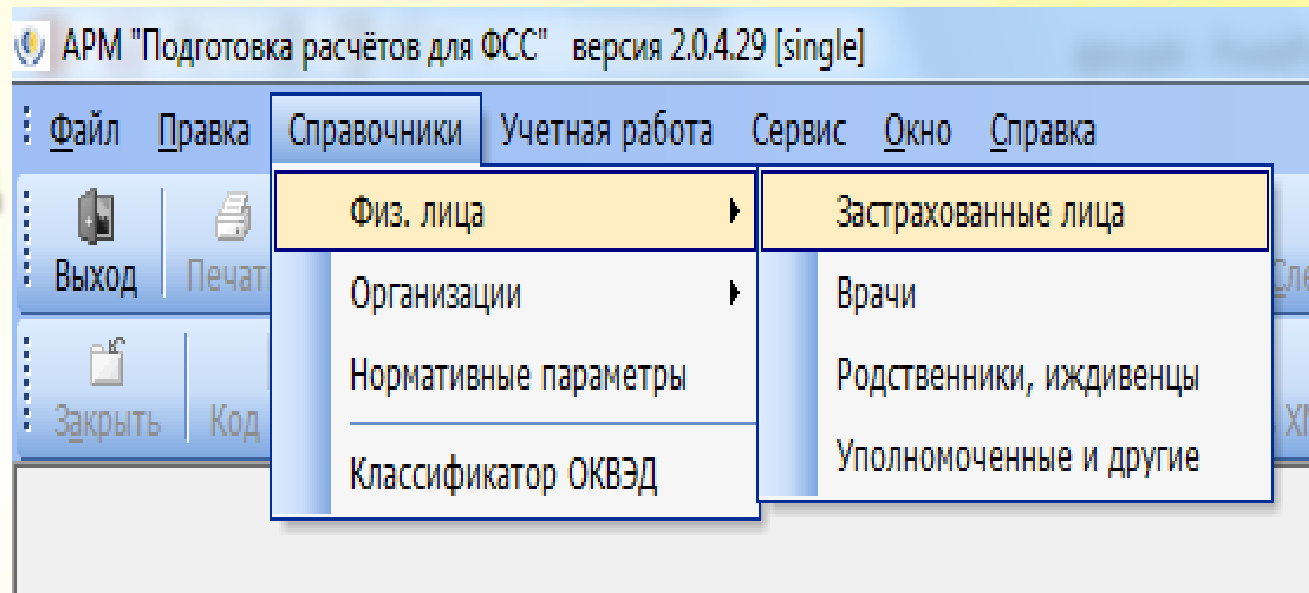 АРМ "Подготовка расчётов для ФСС" версия 2.0.4.29 [single]
Файл Правка Справочники Учетная работа Сервис Окно Справка
Физ. лица Застрахованные лица
Выход Печат
Организации Врачи
Нормативные параметры Родственники, иждивенцы
Закрыть Код
Классификатор ОКВЭД Уполномоченные и другие